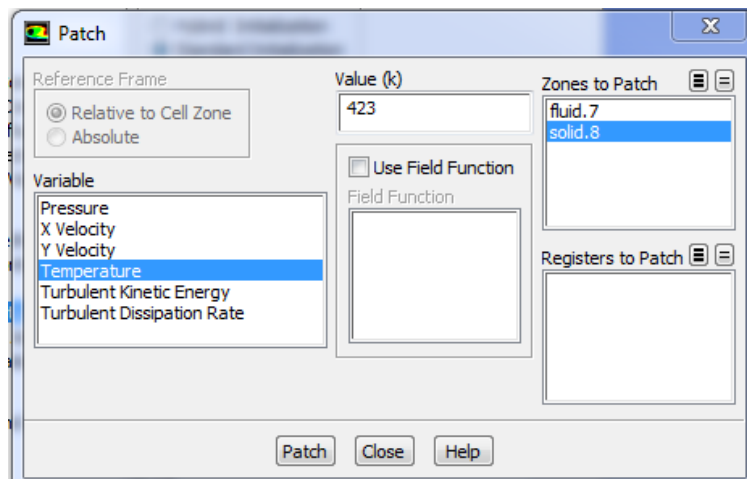 Patch
Reference Frame
Relative to Cell Zone
Absolute
Variable
Pressure
X Velocity
Y Velocity
Temperature
Turbulent Kinetic Energy
Turbulent Dissipation Rate
Value (k)
423
Use Field Function
Field Function
Zones to Patch
fluid.7
solid.8
Registers to Patch
Patch Close Help